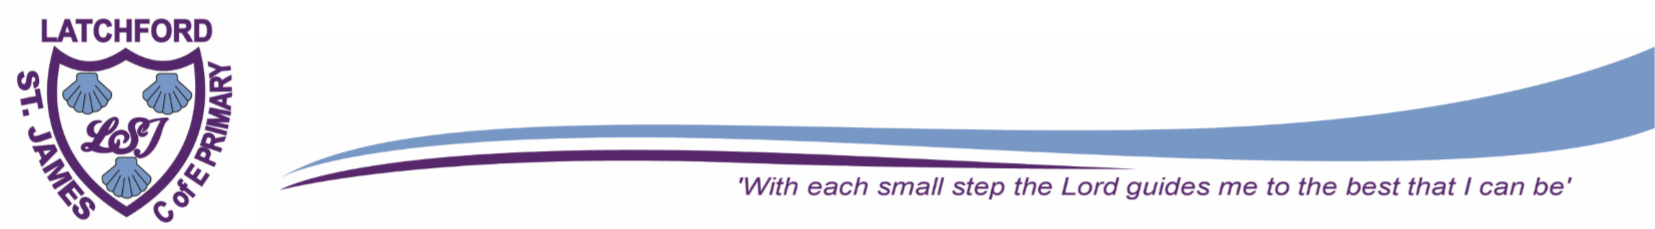 LATCHFORD
ST. JAMES
C of E PRIMARY
LSJ
'With each small step the Lord guides me to the best that I can be'